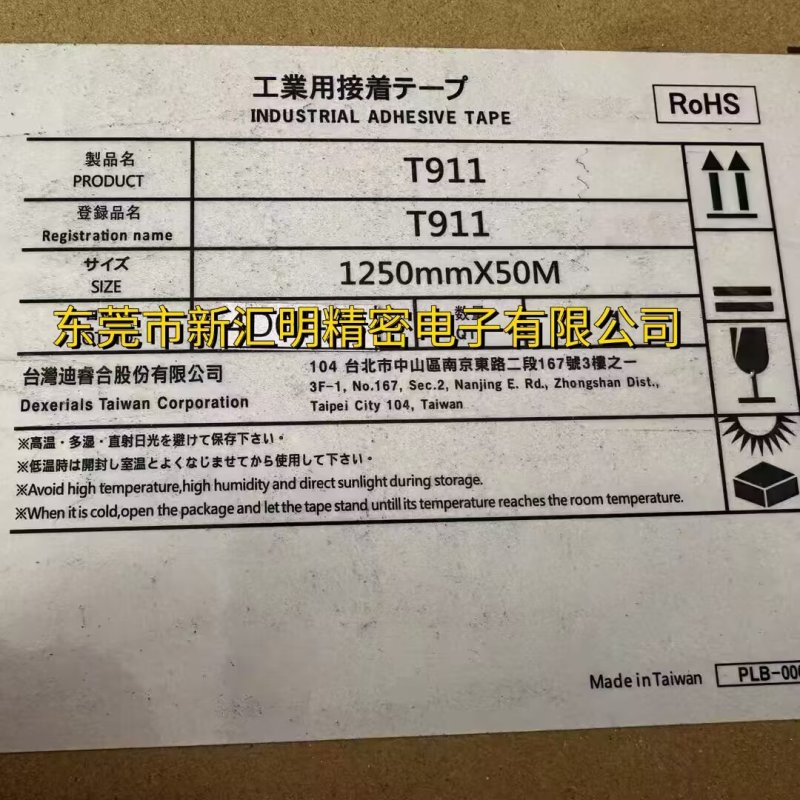 工業用接着テープ
INDUSTRIAL ADHESIVE TAPE
RoHS
製品名
PRODUCT
T911
登録品名
Registration name
T911
サイズ
SIZE
1250mmX50M
东莞市新汇明精密电子有限公司
台灣迪睿合股份有限公司
Dexerials Taiwan Corporation
104 台北市中山區南京東路二段167號3樓之一
3F-1, No.167, Sec.2, Nanjing E. Rd., Zhongshan Dist.,
Taipei City 104, Taiwan
※高温・多湿・直射日光を避けて保存下さい。
※低温時は開封し室温とよくなじませてから使用して下さい。
※Avoid high temperature,high humidity and direct sunlight during storage.
※When it is cold,open the package and let the tape stand untill its temperature reaches the room temperature.
Made in Taiwan